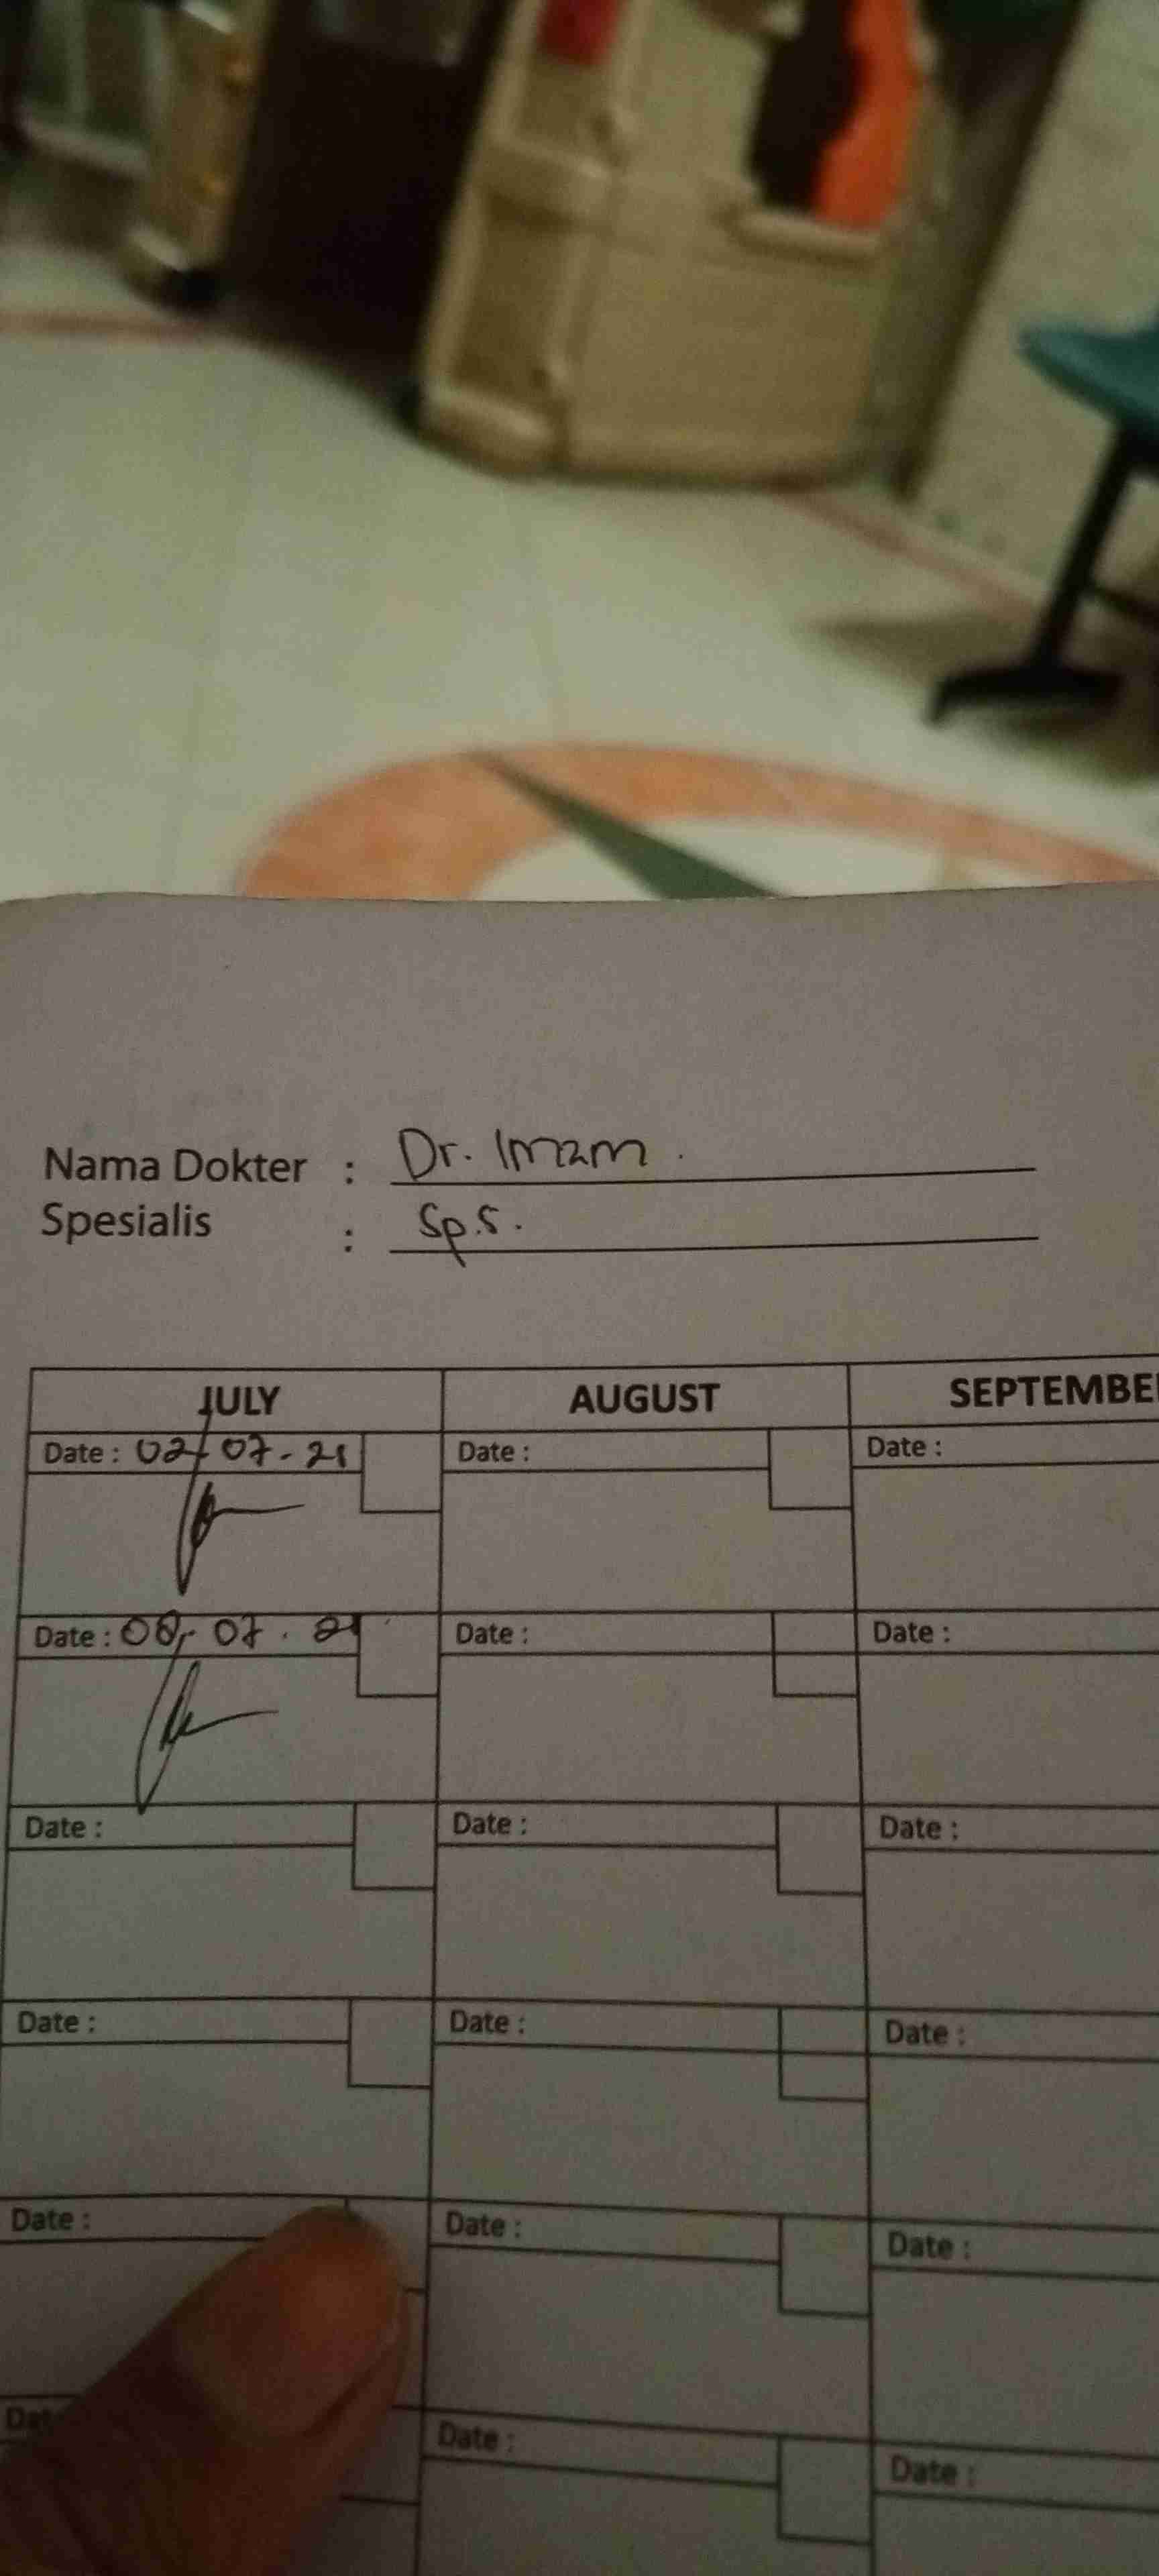 Nama Dokter : Dr. Imam.
Spesialis : Sp.S.
JULY AUGUST SEPTEMBE
Date : 02-07-21 Date : Date :
Date : 08-07.21 Date : Date :
Date : Date : Date :
Date : Date : Date :
Date : Date : Date :
Date : Date :